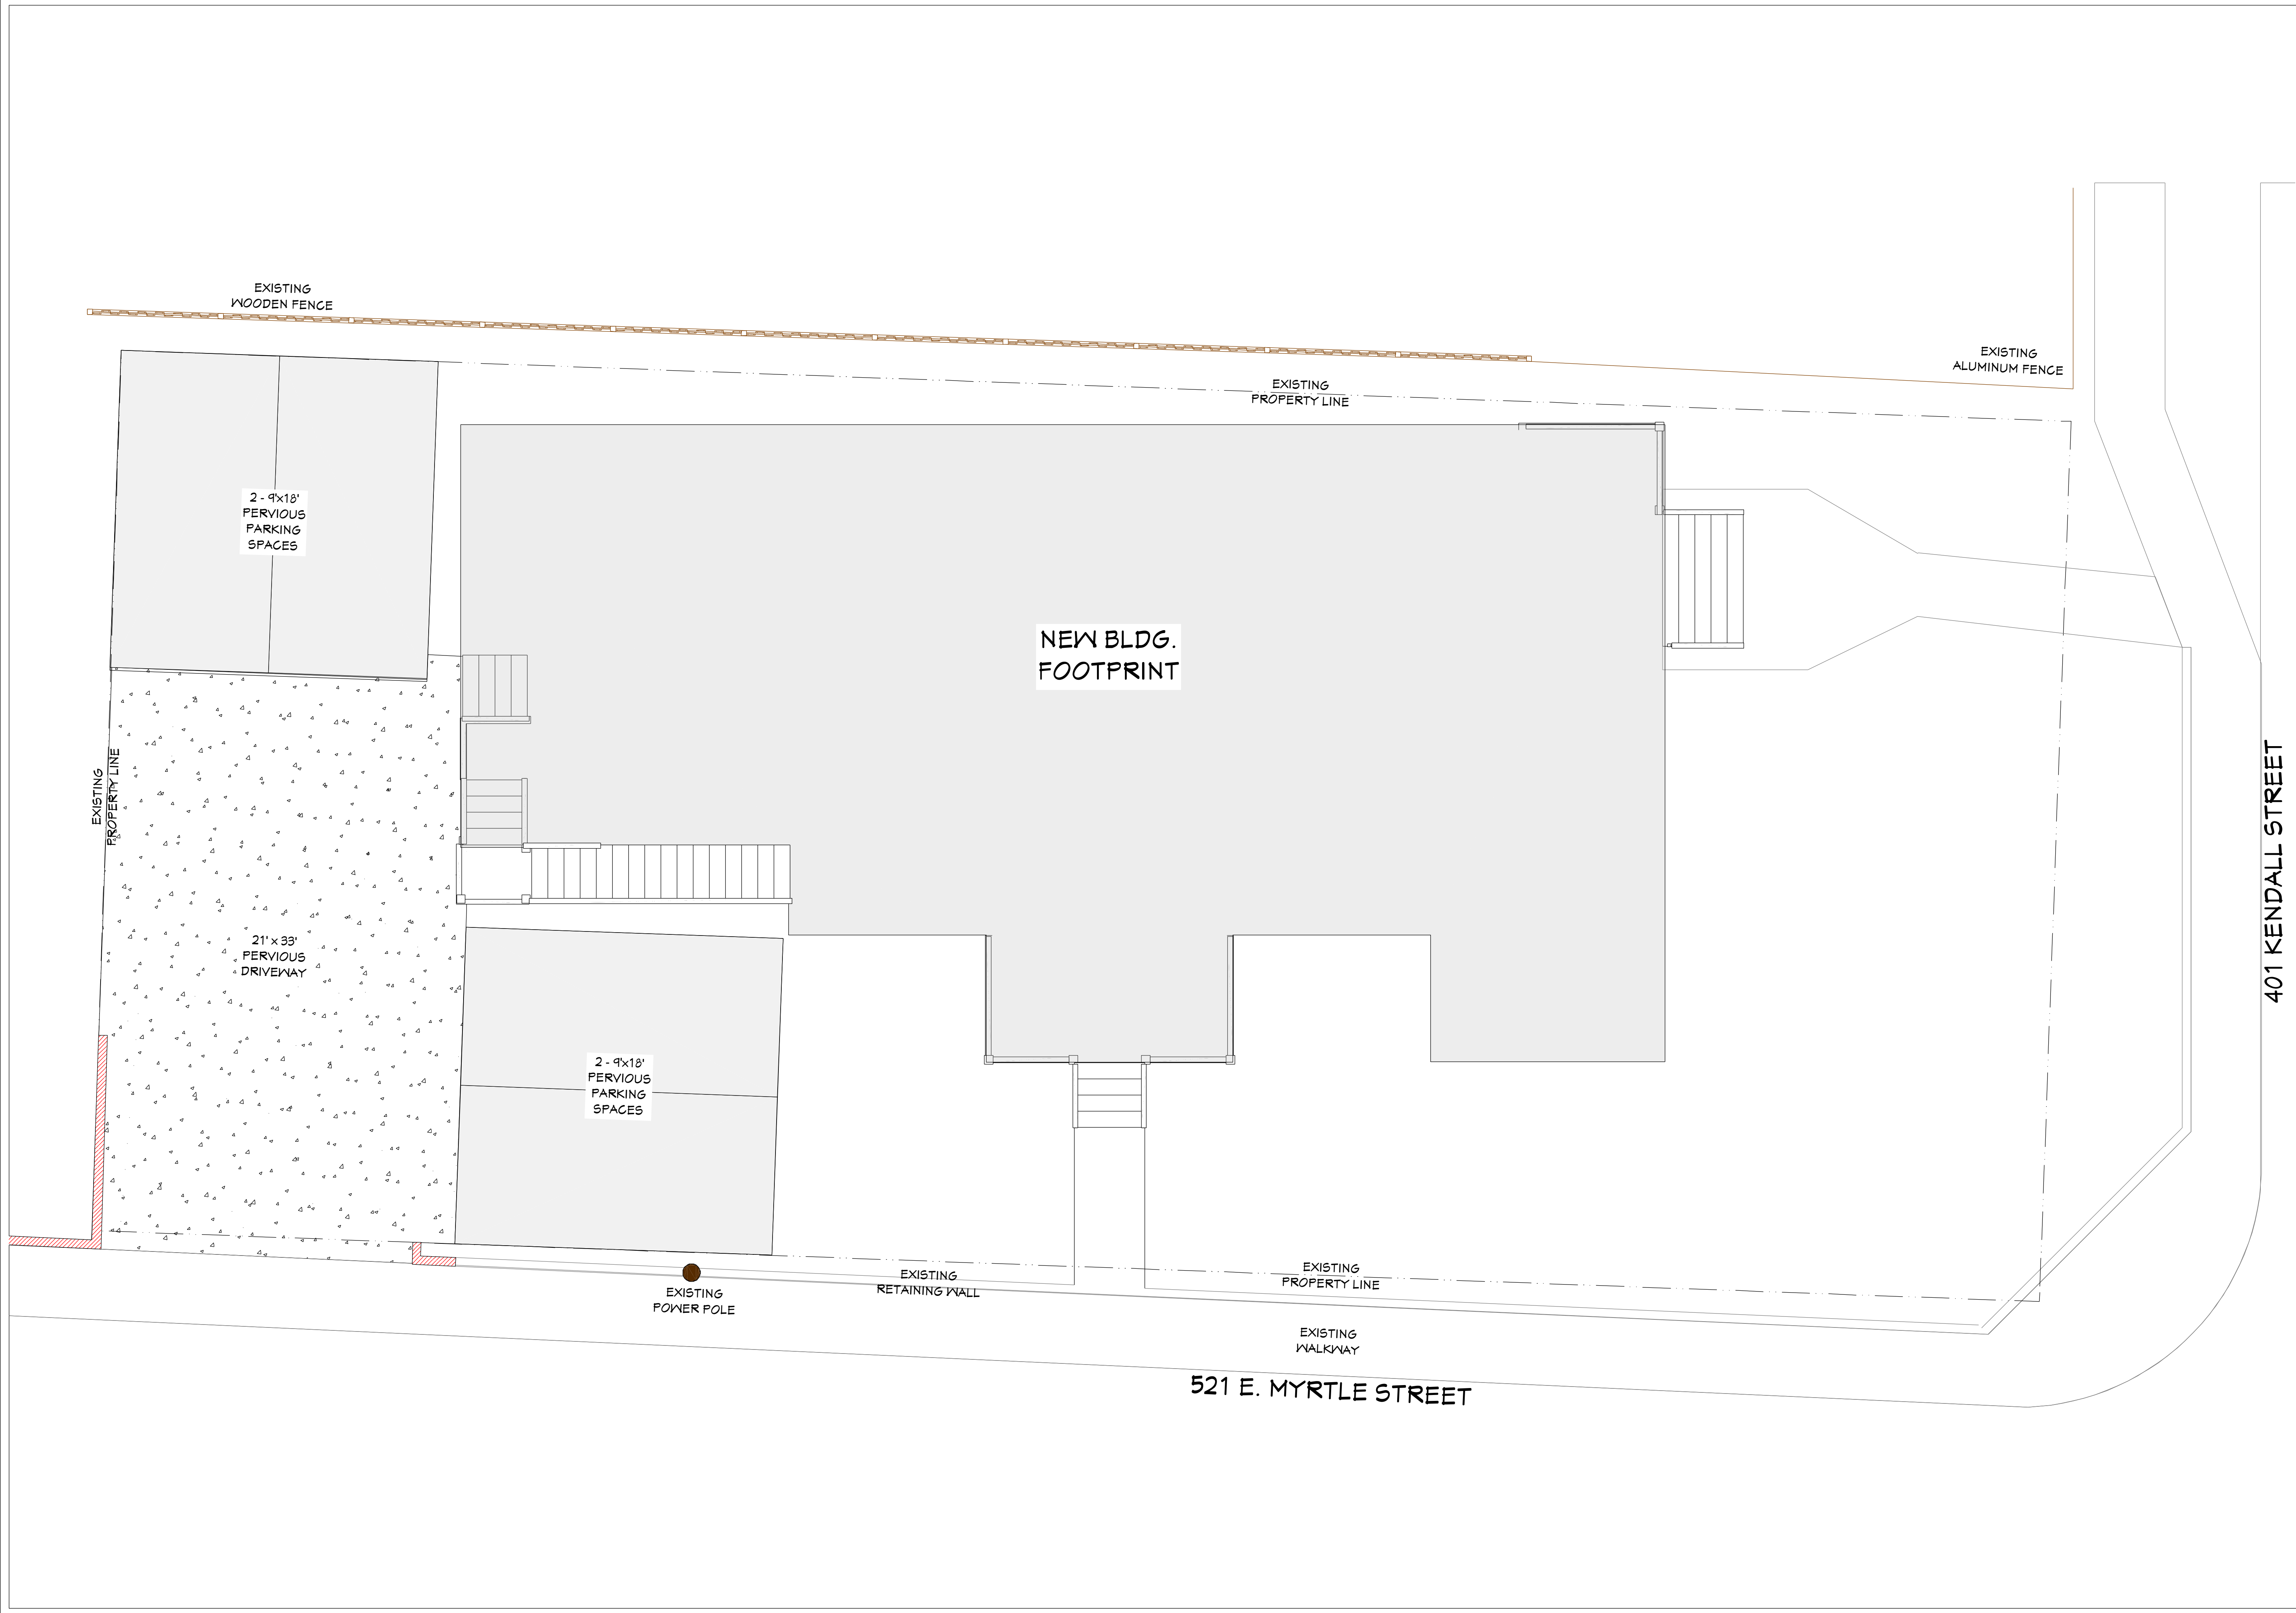 EXISTING
WOODEN FENCE
EXISTING
ALUMINUM FENCE
EXISTING
PROPERTY LINE
2 - 9'x18'
PERVIOUS
PARKING
SPACES
NEW BLDG.
FOOTPRINT
EXISTING
PROPERTY LINE
401 KENDALL STREET
21' x 33'
PERVIOUS
DRIVEWAY
2 - 9'x18'
PERVIOUS
PARKING
SPACES
EXISTING
POWER POLE
EXISTING
RETAINING WALL
EXISTING
PROPERTY LINE
EXISTING
WALKWAY
521 E. MYRTLE STREET